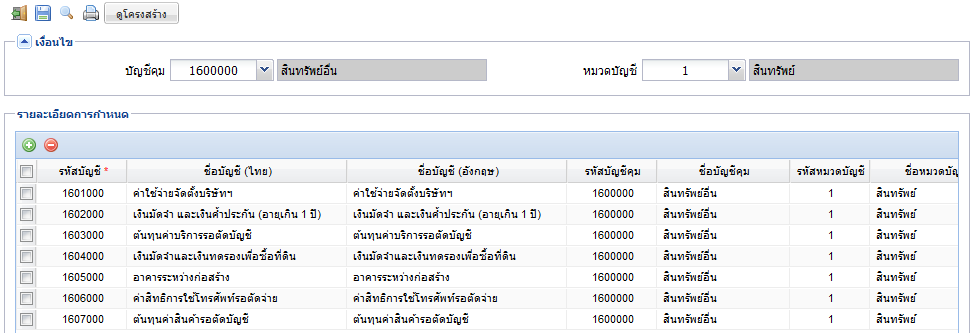 ดูโครงสร้าง
เงื่อนไข
บัญชีคุม 1600000 สินทรัพย์อื่น หมวดบัญชี 1 สินทรัพย์
รายละเอียดการกำหนด
รหัสบัญชี * ชื่อบัญชี (ไทย) ชื่อบัญชี (อังกฤษ) รหัสบัญชีคุม ชื่อบัญชีคุม รหัสหมวดบัญชี ชื่อหมวดบัญ
1601000 ค่าใช้จ่ายจัดตั้งบริษัทฯ ค่าใช้จ่ายจัดตั้งบริษัทฯ 1600000 สินทรัพย์อื่น 1 สินทรัพย์
1602000 เงินมัดจำ และเงินค้ำประกัน (อายุเกิน 1 ปี) เงินมัดจำ และเงินค้ำประกัน (อายุเกิน 1 ปี) 1600000 สินทรัพย์อื่น 1 สินทรัพย์
1603000 ต้นทุนค่าบริการรอตัดบัญชี ต้นทุนค่าบริการรอตัดบัญชี 1600000 สินทรัพย์อื่น 1 สินทรัพย์
1604000 เงินมัดจำและเงินทดรองเพื่อซื้อที่ดิน เงินมัดจำและเงินทดรองเพื่อซื้อที่ดิน 1600000 สินทรัพย์อื่น 1 สินทรัพย์
1605000 อาคารระหว่างก่อสร้าง อาคารระหว่างก่อสร้าง 1600000 สินทรัพย์อื่น 1 สินทรัพย์
1606000 ค่าสิทธิการใช้โทรศัพท์รอตัดจ่าย ค่าสิทธิการใช้โทรศัพท์รอตัดจ่าย 1600000 สินทรัพย์อื่น 1 สินทรัพย์
1607000 ต้นทุนค่าสินค้ารอตัดบัญชี ต้นทุนค่าสินค้ารอตัดบัญชี 1600000 สินทรัพย์อื่น 1 สินทรัพย์